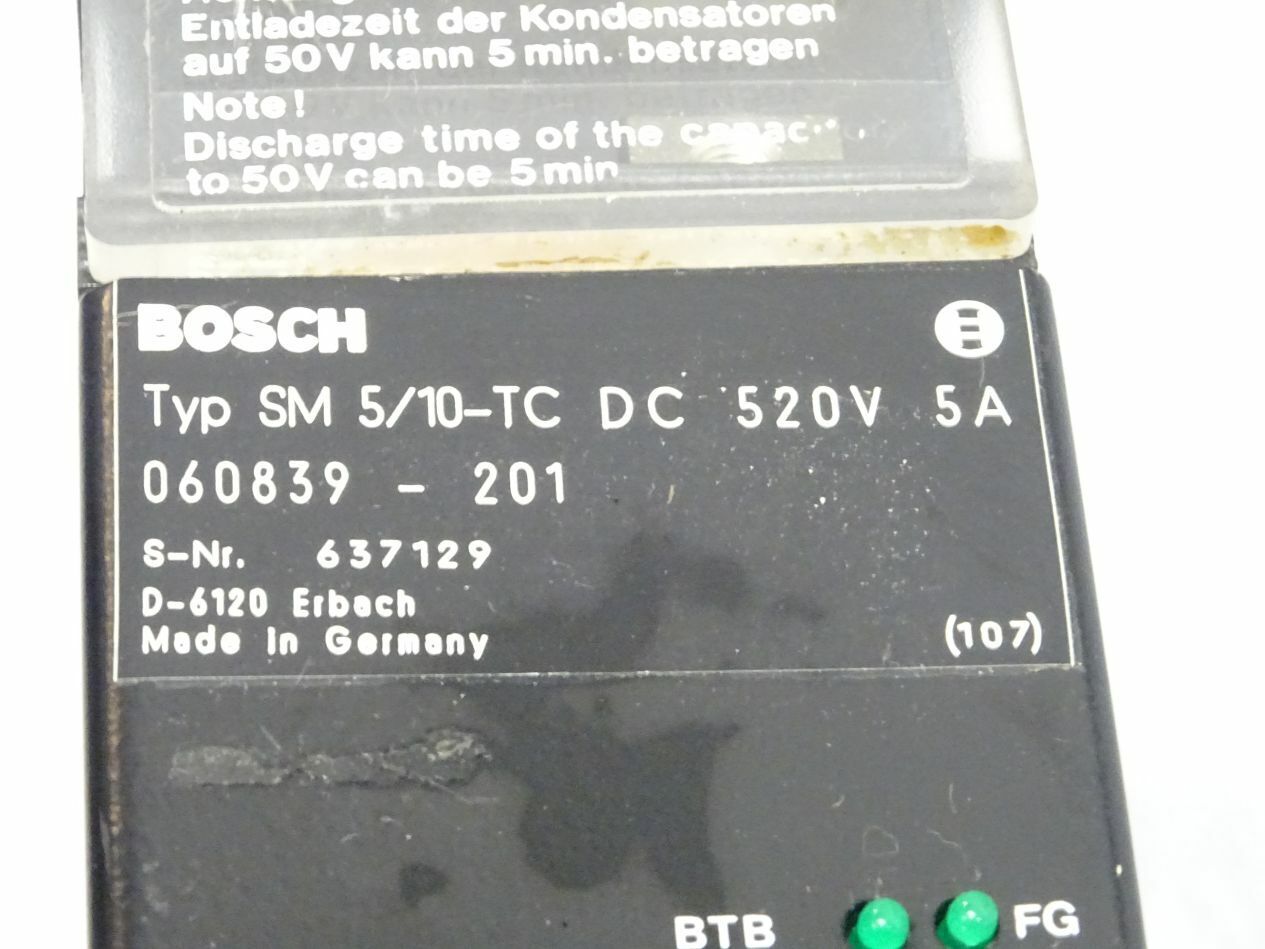 Entladezeit der Kondensatoren
auf 50V kann 5 min. betragen
Note!
Discharge time of the
to 50V can be 5 min
BOSCH
Typ SM 5/10-TC DC 520V 5A
060839 - 201
S-Nr. 637129
D-6120 Erbach
Made in Germany
(107)
BTB
FG